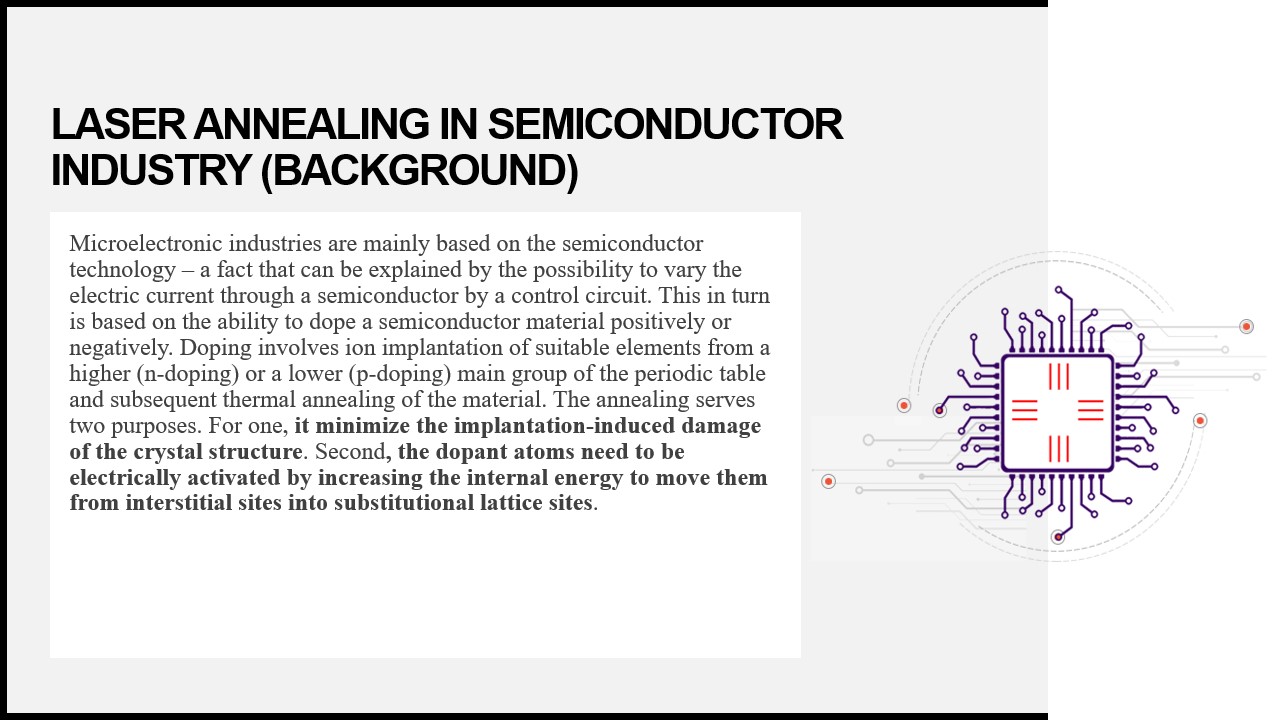 LASER ANNEALING IN SEMICONDUCTOR
INDUSTRY (BACKGROUND)
Microelectronic industries are mainly based on the semiconductor
technology – a fact that can be explained by the possibility to vary the
electric current through a semiconductor by a control circuit. This in turn
is based on the ability to dope a semiconductor material positively or
negatively. Doping involves ion implantation of suitable elements from a
higher (n-doping) or a lower (p-doping) main group of the periodic table
and subsequent thermal annealing of the material. The annealing serves
two purposes. For one, it minimize the implantation-induced damage
of the crystal structure. Second, the dopant atoms need to be
electrically activated by increasing the internal energy to move them
from interstitial sites into substitutional lattice sites.